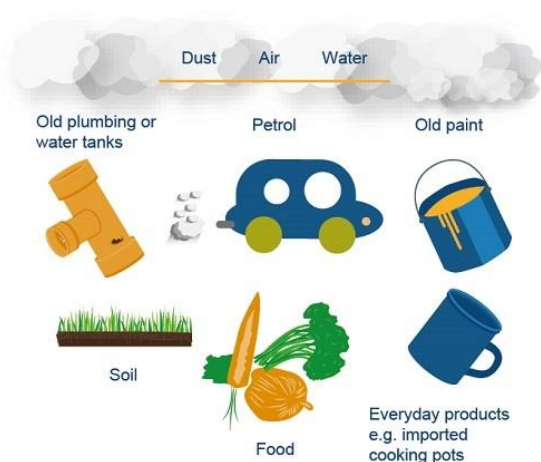 Dust Air Water
Old plumbing or
water tanks
Petrol
Old paint
Soil
Food
Everyday products
e.g. imported
cooking pots